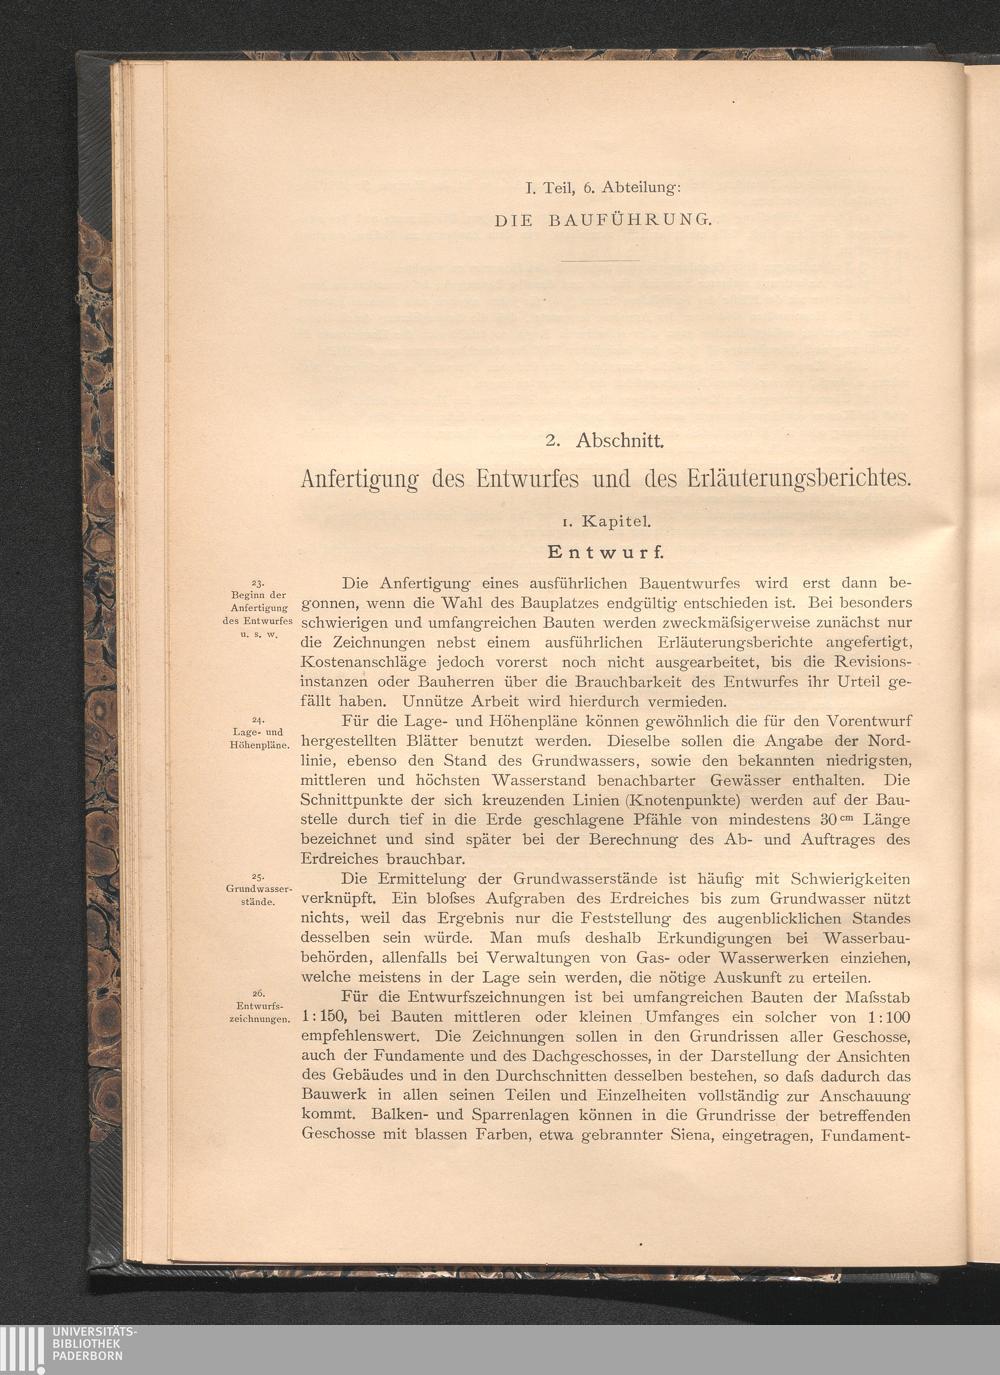 I. Teil, 6. Abteilung:
DIE BAUFÜHRUNG.
2. Abschnitt.
Anfertigung des Entwurfes und des Erläuterungsberichtes.
1. Kapitel.
Entwurf.
23.
Beginn der
Anfertigung
des Entwurfes
u. s. w.
Die Anfertigung eines ausführlichen Bauentwurfes wird erst dann be-
gonnen, wenn die Wahl des Bauplatzes endgültig entschieden ist. Bei besonders
schwierigen und umfangreichen Bauten werden zweckmäſsigerweise zunächst nur
die Zeichnungen nebst einem ausführlichen Erläuterungsberichte angefertigt,
Kostenanschläge jedoch vorerst noch nicht ausgearbeitet, bis die Revisions-
instanzen oder Bauherren über die Brauchbarkeit des Entwurfes ihr Urteil ge-
fällt haben. Unnütze Arbeit wird hierdurch vermieden.
24.
Lage- und
Höhenpläne.
Für die Lage- und Höhenpläne können gewöhnlich die für den Vorentwurf
hergestellten Blätter benutzt werden. Dieselbe sollen die Angabe der Nord-
linie, ebenso den Stand des Grundwassers, sowie den bekannten niedrigsten,
mittleren und höchsten Wasserstand benachbarter Gewässer enthalten. Die
Schnittpunkte der sich kreuzenden Linien (Knotenpunkte) werden auf der Bau-
stelle durch tief in die Erde geschlagene Pfähle von mindestens 30 cm Länge
bezeichnet und sind später bei der Berechnung des Ab- und Auftrages des
Erdreiches brauchbar.
25.
Grundwasser-
stände.
Die Ermittelung der Grundwasserstände ist häufig mit Schwierigkeiten
verknüpft. Ein bloſses Aufgraben des Erdreiches bis zum Grundwasser nützt
nichts, weil das Ergebnis nur die Feststellung des augenblicklichen Standes
desselben sein würde. Man muſs deshalb Erkundigungen bei Wasserbau-
behörden, allenfalls bei Verwaltungen von Gas- oder Wasserwerken einziehen,
welche meistens in der Lage sein werden, die nötige Auskunft zu erteilen.
26.
Entwurfs-
zeichnungen.
Für die Entwurfszeichnungen ist bei umfangreichen Bauten der Maſsstab
1:150, bei Bauten mittleren oder kleinen Umfanges ein solcher von 1:100
empfehlenswert. Die Zeichnungen sollen in den Grundrissen aller Geschosse,
auch der Fundamente und des Dachgeschosses, in der Darstellung der Ansichten
des Gebäudes und in den Durchschnitten desselben bestehen, so daſs dadurch das
Bauwerk in allen seinen Teilen und Einzelheiten vollständig zur Anschauung
kommt. Balken- und Sparrenlagen können in die Grundrisse der betreffenden
Geschosse mit blassen Farben, etwa gebrannter Siena, eingetragen, Fundament-
UNIVERSITÄTS-
BIBLIOTHEK
PADERBORN